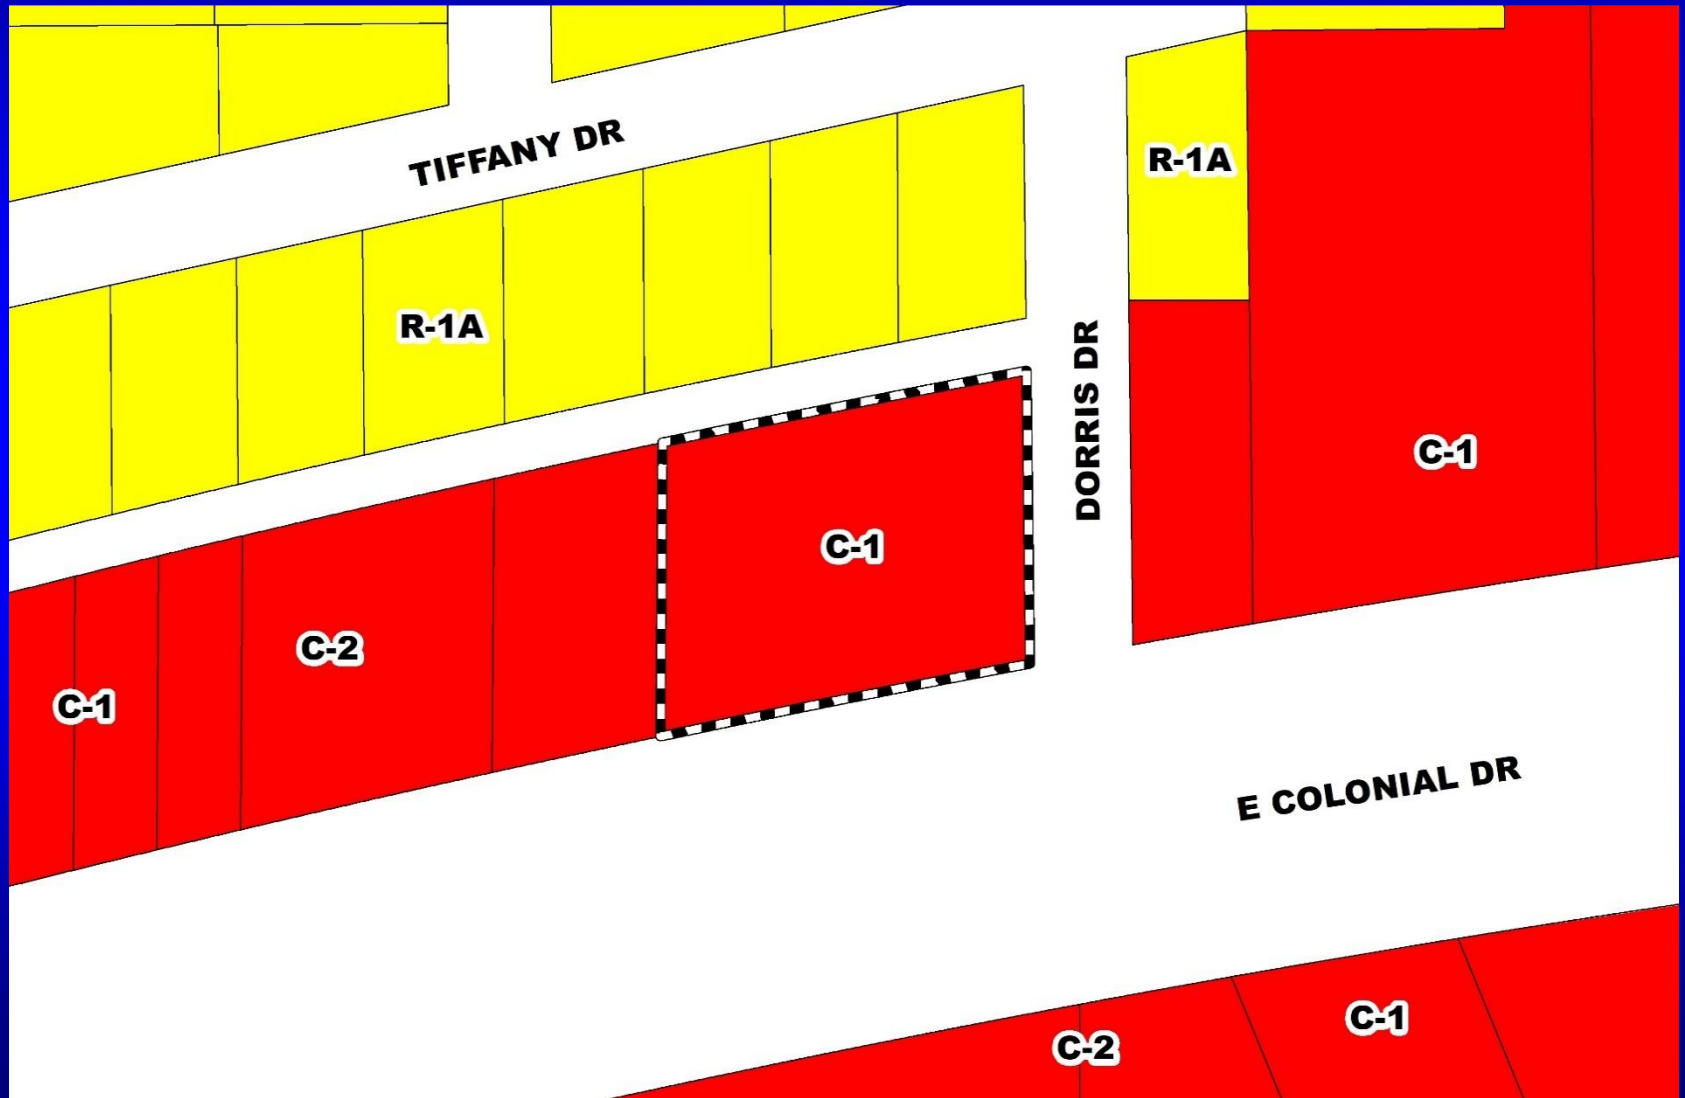 TIFFANY DR
R-1A
R-1A
DORRIS DR
C-1
C-1
C-2
C-1
E COLONIAL DR
C-1
C-2